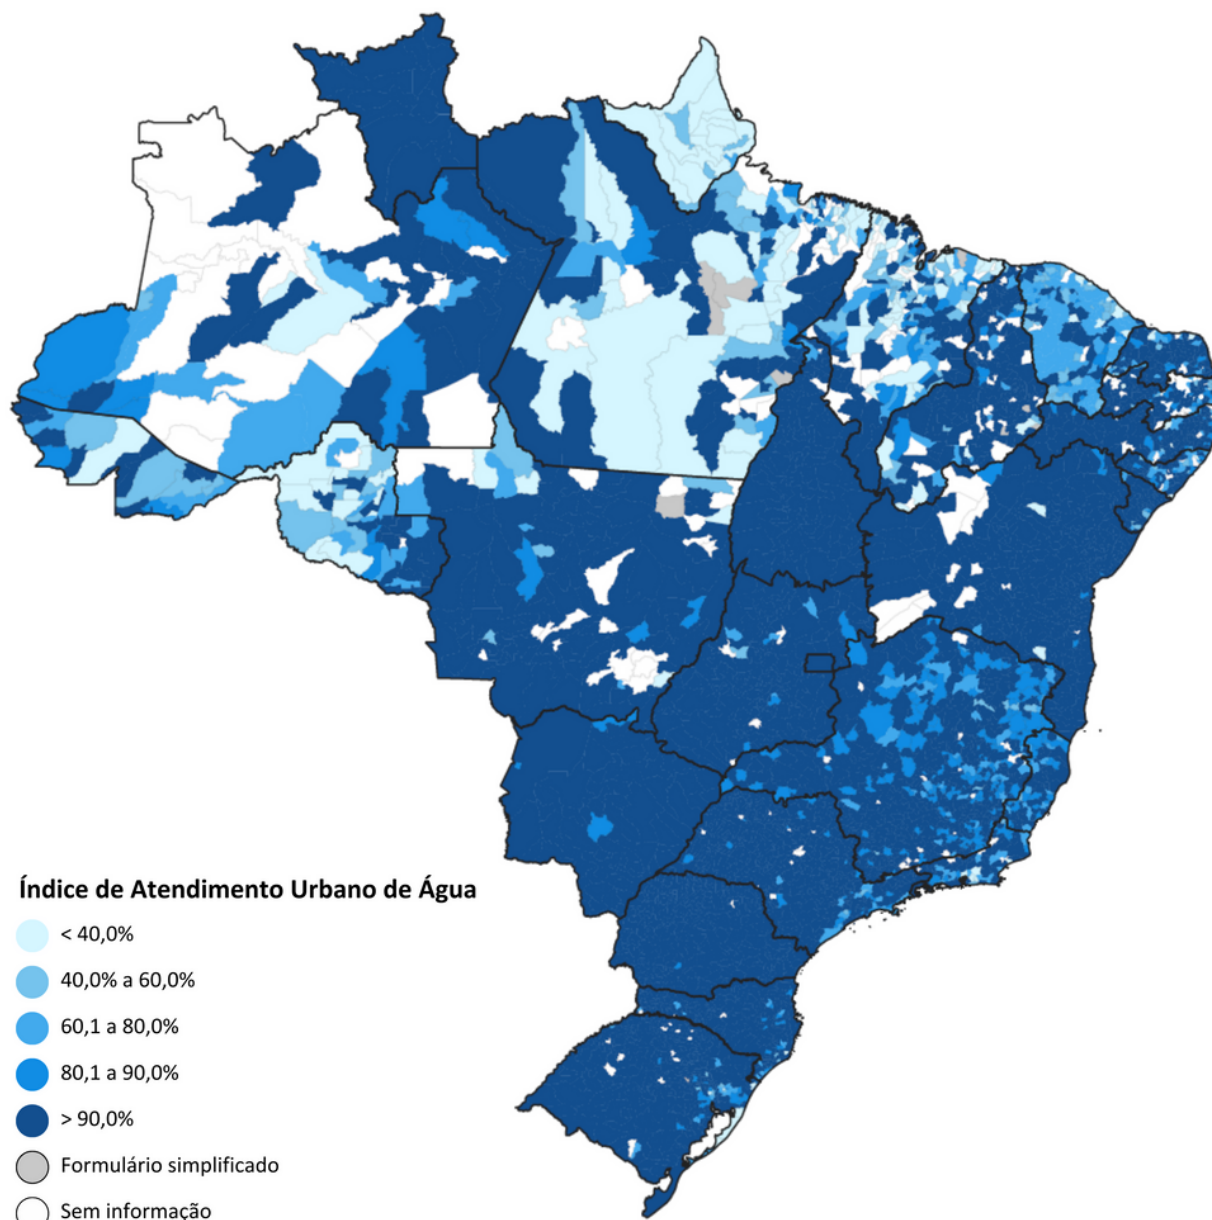 Índice de Atendimento Urbano de Água
< 40,0%
40,0% a 60,0%
60,1 a 80,0%
80,1 a 90,0%
> 90,0%
Formulário simplificado
Sem informação